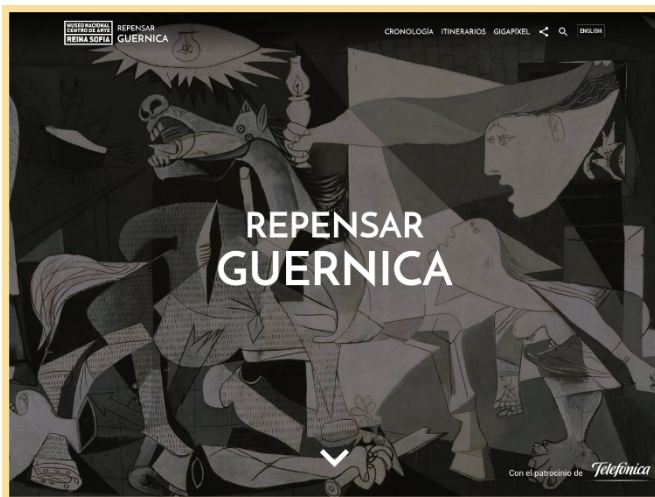 MUSEO NACIONAL
CENTRO DE ARTE
REINA SOFIA
REPENSAR
GUERNICA
CRONOLOGÍA ITINERARIOS GIGAPÍXEL ENGLISH
REPENSAR
GUERNICA
Con el patrocinio de Telefónica